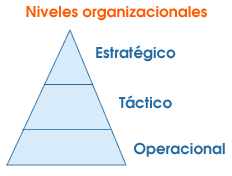 Niveles organizacionales
Estratégico
Táctico
Operacional